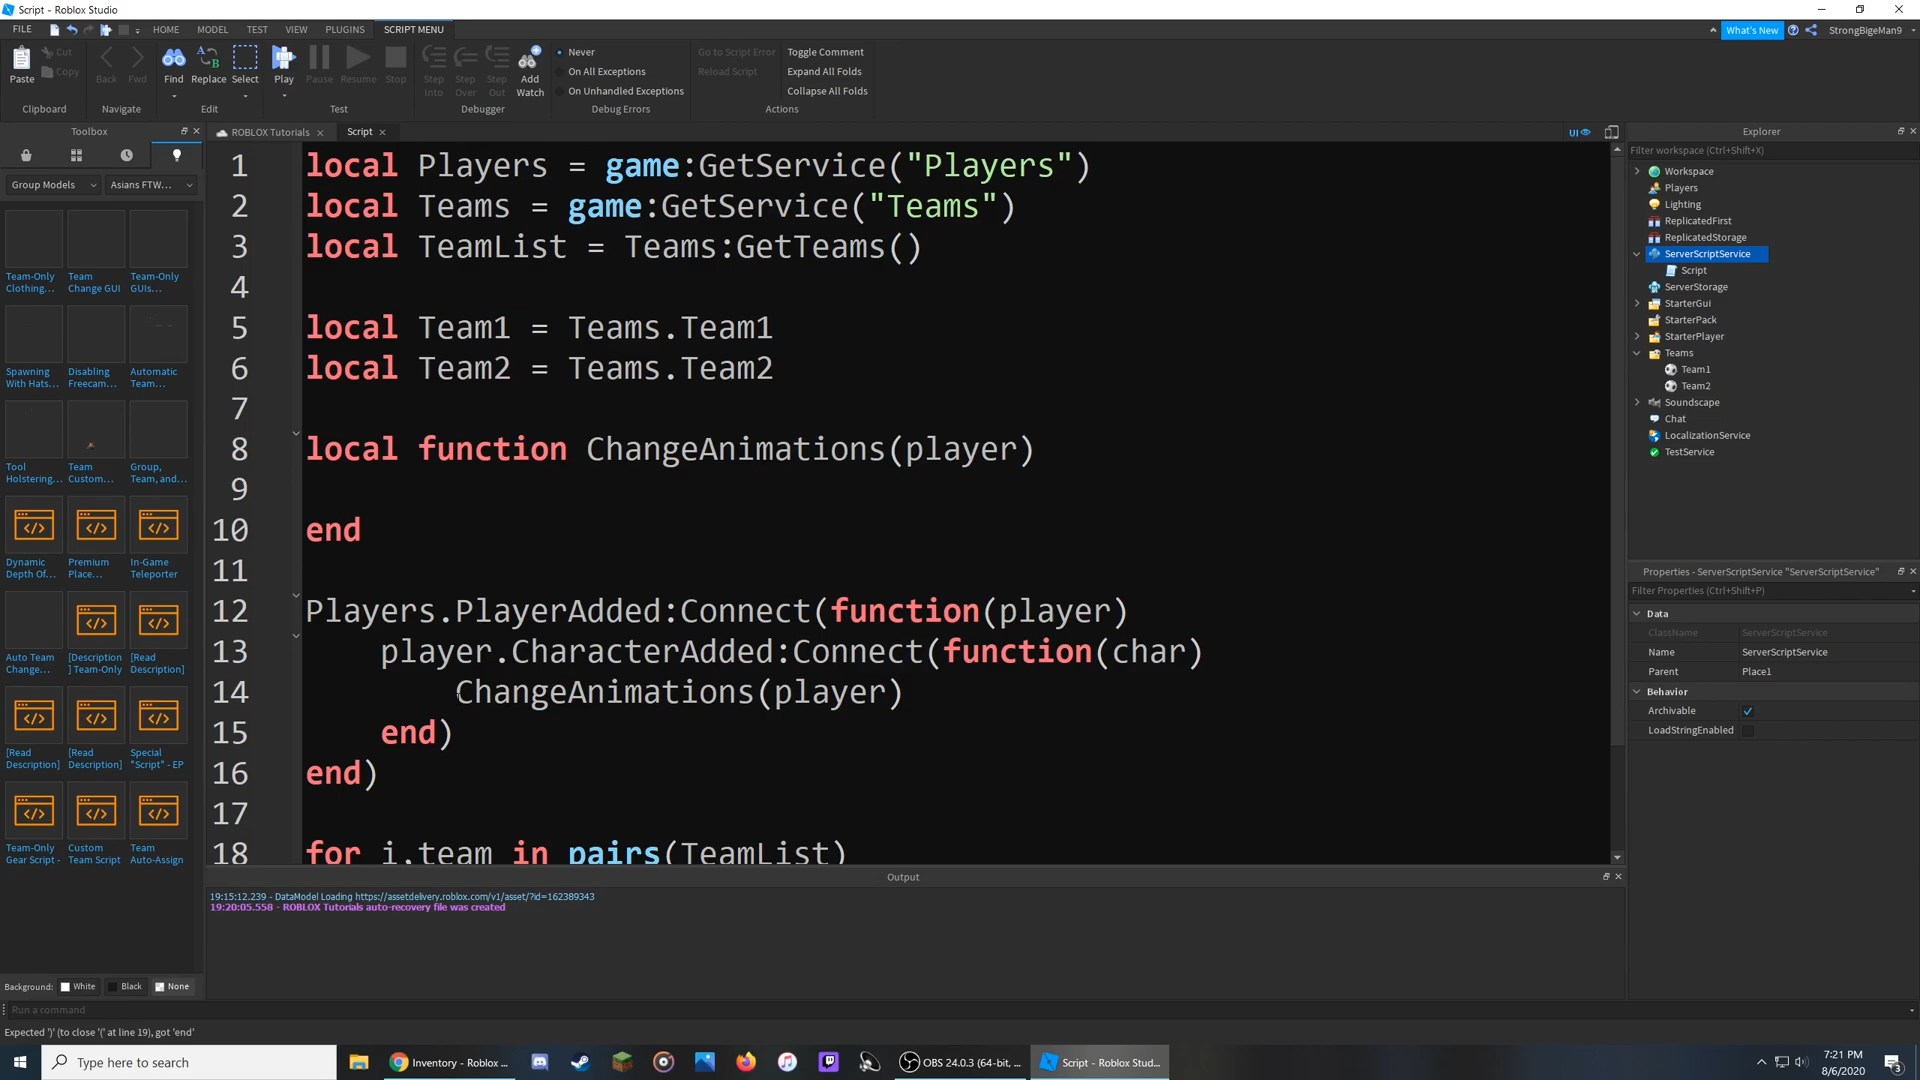 Script - Roblox Studio
FILE HOME MODEL TEST VIEW PLUGINS SCRIPT MENU What's New StrongBigeMan9
Paste Cut Copy Back Fwd Find Replace Select Play Pause Resume Stop Step Into Step Over Step Out Add Watch
Never
On All Exceptions
On Unhandled Exceptions
Go to Script Error
Reload Script
Toggle Comment
Expand All Folds
Collapse All Folds
Clipboard Navigate Edit Test Debugger Debug Errors Actions
Toolbox
Group Models Asians FTW...
Team-Only Clothing... Team Change GUI Team-Only GUIs...
Spawning With Hats... Disabling Freecam... Automatic Team...
Tool Holstering... Team Custom... Group, Team, and...
Dynamic Depth Of... Premium Place... In-Game Teleporter
Auto Team Change... [Description ] Team-Only [Read Description]
[Read Description] [Read Description] Special "Script" - EP
Team-Only Gear Script - Custom Team Script Team Auto-Assign
Background: White Black None
ROBLOX Tutorials Script UI
1 local Players = game:GetService("Players")
2 local Teams = game:GetService("Teams")
3 local TeamList = Teams:GetTeams()
4
5 local Team1 = Teams.Team1
6 local Team2 = Teams.Team2
7
8 local function ChangeAnimations(player)
9
10 end
11
12 Players.PlayerAdded:Connect(function(player)
13 player.CharacterAdded:Connect(function(char)
14 ChangeAnimations(player)
15 end)
16 end)
17
18 for i,team in pairs(TeamList)
Output
19:15:12.239 - DataModel Loading https://assetdelivery.roblox.com/v1/asset/?id=162389343
19:20:05.558 - ROBLOX Tutorials auto-recovery file was created
Explorer
Filter workspace (Ctrl+Shift+X)
Workspace
Players
Lighting
ReplicatedFirst
ReplicatedStorage
ServerScriptService
Script
ServerStorage
StarterGui
StarterPack
StarterPlayer
Teams
Team1
Team2
Soundscape
Chat
LocalizationService
TestService
Properties - ServerScriptService "ServerScriptService"
Filter Properties (Ctrl+Shift+P)
Data
ClassName ServerScriptService
Name ServerScriptService
Parent Place1
Behavior
Archivable
LoadStringEnabled
Run a command
Expected ')' (to close '(' at line 19), got 'end'
Type here to search
Inventory - Roblox ...
OBS 24.0.3 (64-bit, ...
Script - Roblox Stud...
7:21 PM
8/6/2020
3